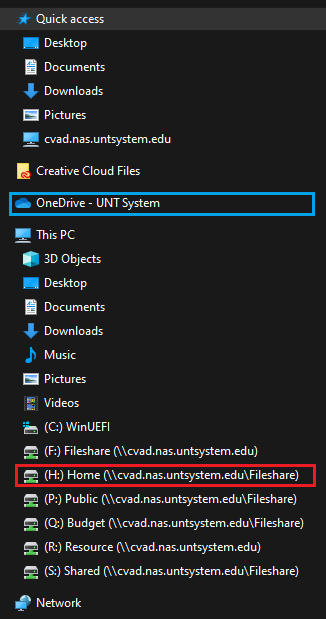 Quick access
Desktop
Documents
Downloads
Pictures
cvad.nas.untsystem.edu
Creative Cloud Files
OneDrive - UNT System
This PC
3D Objects
Desktop
Documents
Downloads
Music
Pictures
Videos
(C:) WinUEFI
(F:) Fileshare (\\cvad.nas.untsystem.edu)
(H:) Home (\\cvad.nas.untsystem.edu\Fileshare)
(P:) Public (\\cvad.nas.untsystem.edu\Fileshare)
(Q:) Budget (\\cvad.nas.untsystem.edu\Fileshare)
(R:) Resource (\\cvad.nas.untsystem.edu)
(S:) Shared (\\cvad.nas.untsystem.edu\Fileshare)
Network